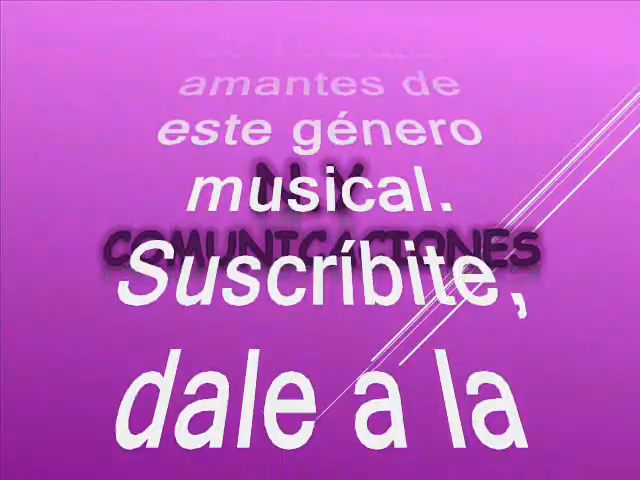 amantes de
este género
musical.
COMUNICACIONES
Suscríbite,
dale a la